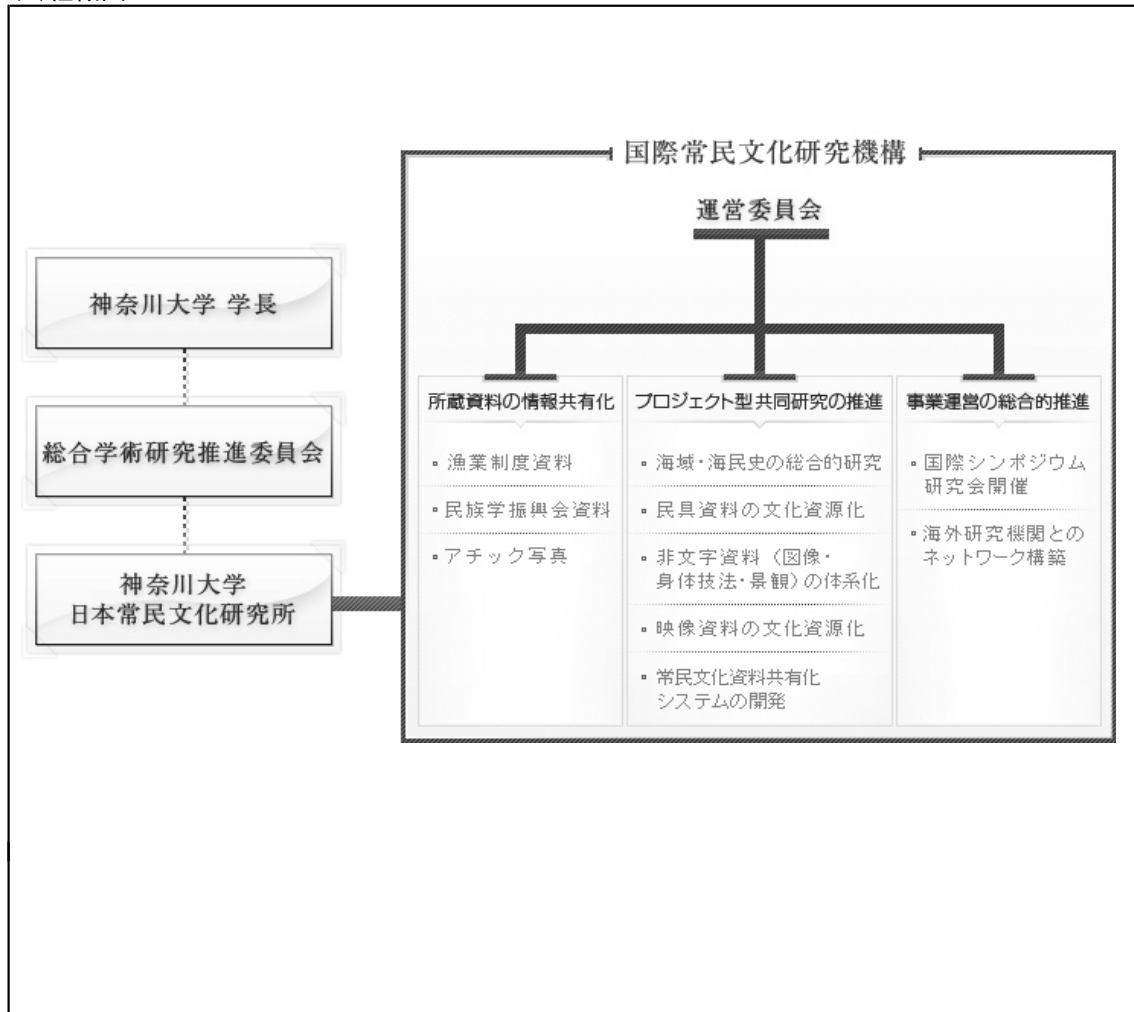 神奈川大学 学長
総合学術研究推進委員会
神奈川大学
日本常民文化研究所
国際常民文化研究機構
運営委員会
所蔵資料の情報共有化
・漁業制度資料
・民族学振興会資料
・アチック写真
プロジェクト型共同研究の推進
・海域・海民史の総合的研究
・民具資料の文化資源化
・非文字資料（図像・
身体技法・景観）の体系化
・映像資料の文化資源化
・常民文化資料共有化
システムの開発
事業運営の総合的推進
・国際シンポジウム
研究会開催
・海外研究機関との
ネットワーク構築